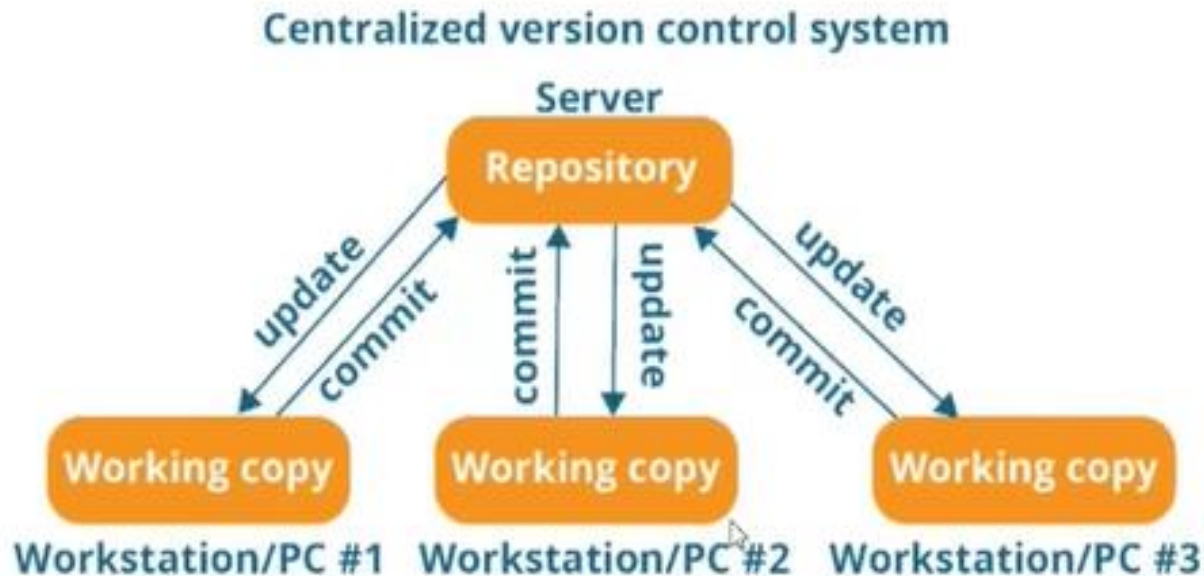 Centralized version control system
Server
Repository
update
commit
commit
update
update
commit
Working copy
Working copy
Working copy
Workstation/PC #1
Workstation/PC #2
Workstation/PC #3